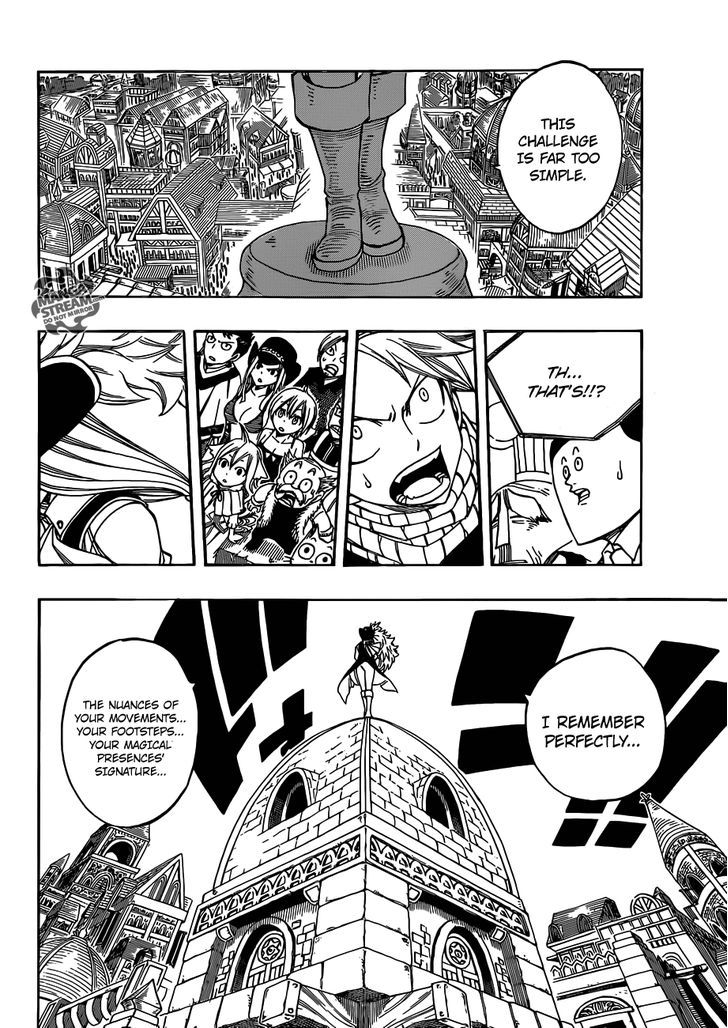 THIS
CHALLENGE
IS FAR TOO
SIMPLE.
MANGA
STREAM
DO NOT MIRROR
TH...
THAT'S!!?
I REMEMBER
PERFECTLY...
THE NUANCES OF
YOUR MOVEMENTS...
YOUR FOOTSTEPS...
YOUR MAGICAL
PRESENCES'
SIGNATURE...